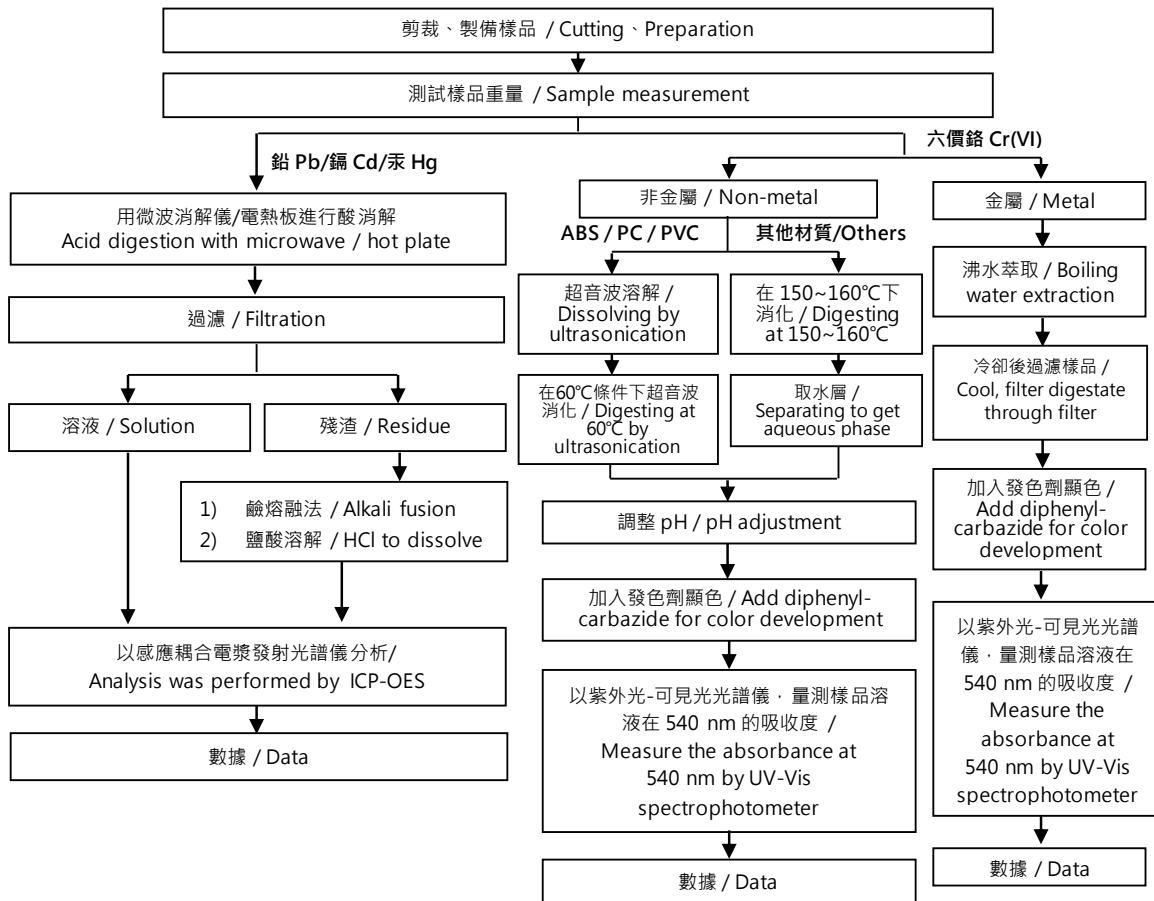 剪裁、製備樣品 / Cutting、Preparation
測試樣品重量 / Sample measurement
鉛 Pb/鎘 Cd/汞 Hg
六價鉻 Cr(VI)
用微波消解儀/電熱板進行酸消解
Acid digestion with microwave / hot plate
過濾 / Filtration
溶液 / Solution
殘渣 / Residue
1) 鹼熔融法 / Alkali fusion
2) 鹽酸溶解 / HCl to dissolve
以感應耦合電漿發射光譜儀分析/
Analysis was performed by ICP-OES
數據 / Data
非金屬 / Non-metal
ABS / PC / PVC
其他材質/Others
超音波溶解 /
Dissolving by
ultrasonication
在60℃條件下超音波
消化 / Digesting at
60℃ by
ultrasonication
在 150~160℃下
消化 / Digesting
at 150~160℃
取水層 /
Separating to get
aqueous phase
調整 pH / pH adjustment
加入發色劑顯色 / Add diphenyl-
carbazide for color development
以紫外光-可見光光譜儀，量測樣品溶
液在 540 nm 的吸收度 /
Measure the absorbance at
540 nm by UV-Vis
spectrophotometer
數據 / Data
金屬 / Metal
沸水萃取 / Boiling
water extraction
冷卻後過濾樣品 /
Cool, filter digestate
through filter
加入發色劑顯色 /
Add diphenyl-
carbazide for color
development
以紫外光-可見光光譜
儀，量測樣品溶液在
540 nm 的吸收度 /
Measure the
absorbance at
540 nm by UV-Vis
spectrophotometer
數據 / Data